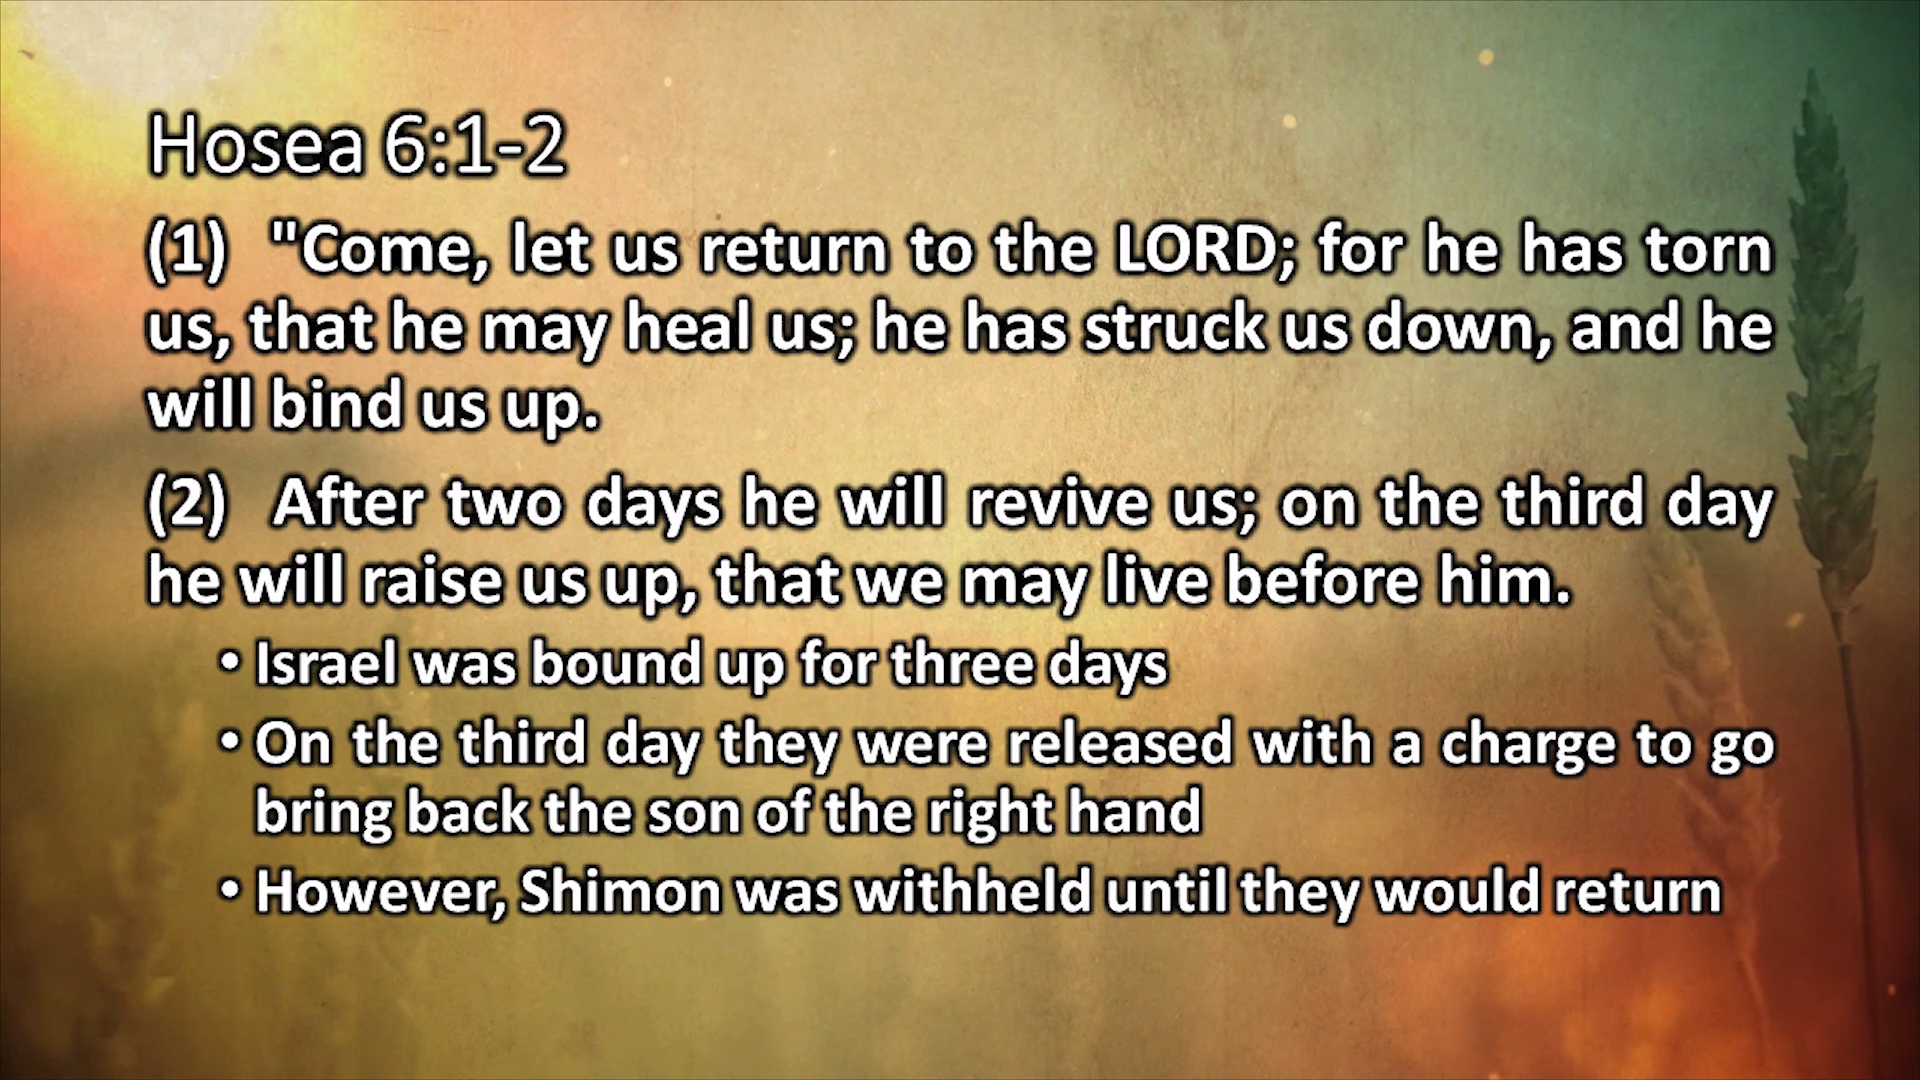 Hosea 6:1-2
(1) "Come, let us return to the LORD; for he has torn
us, that he may heal us; he has struck us down, and he
will bind us up.
(2) After two days he will revive us; on the third day
he will raise us up, that we may live before him.
• Israel was bound up for three days
• On the third day they were released with a charge to go
bring back the son of the right hand
• However, Shimon was withheld until they would return